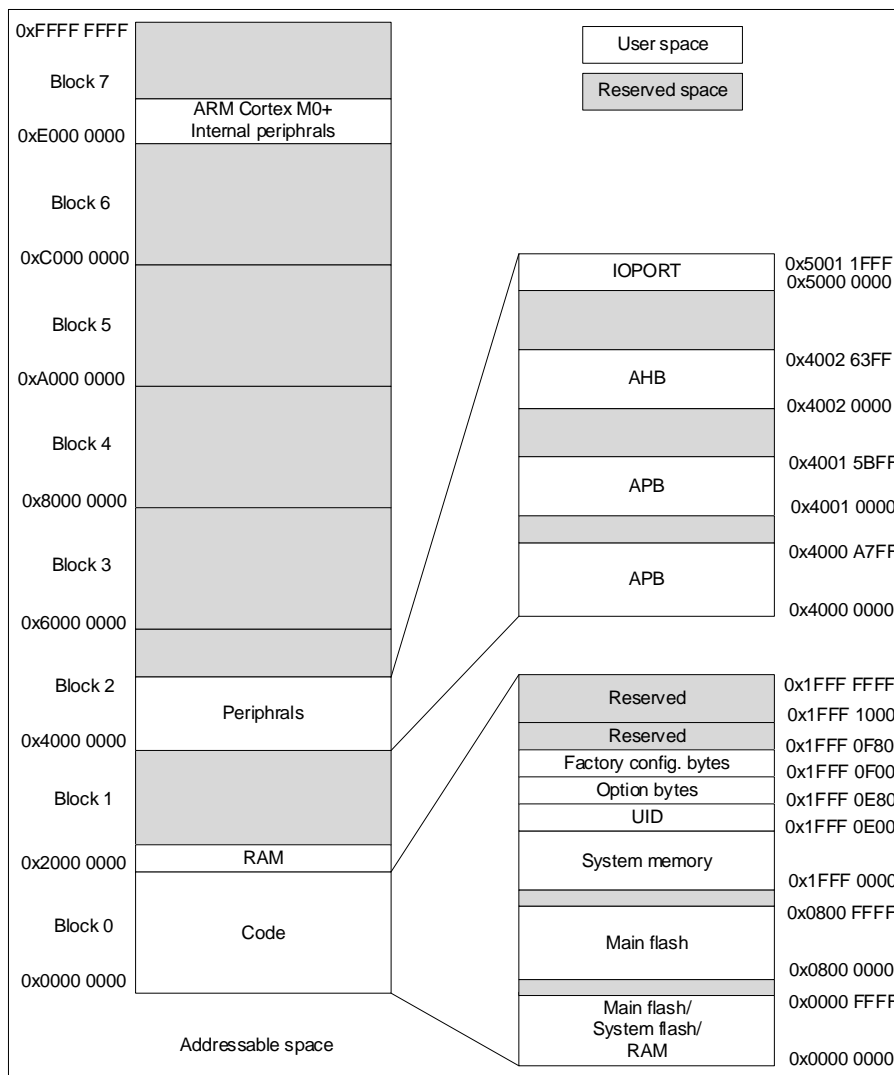 0xFFFF FFFF
Block 7
ARM Cortex M0+
Internal periphrals
0xE000 0000
Block 6
0xC000 0000
Block 5
0xA000 0000
Block 4
0x8000 0000
Block 3
0x6000 0000
Block 2
Periphrals
0x4000 0000
Block 1
0x2000 0000
RAM
Block 0
Code
0x0000 0000
Addressable space
User space
Reserved space
IOPORT
0x5001 1FFF
0x5000 0000
AHB
0x4002 63FF
0x4002 0000
APB
0x4001 5BFF
0x4001 0000
APB
0x4000 A7FF
0x4000 0000
Reserved
0x1FFF FFFF
0x1FFF 1000
Reserved
0x1FFF 0F80
Factory config. bytes
0x1FFF 0F00
Option bytes
0x1FFF 0E80
UID
0x1FFF 0E00
System memory
0x1FFF 0000
0x0800 FFFF
Main flash
0x0800 0000
0x0000 FFFF
Main flash/
System flash/
RAM
0x0000 0000